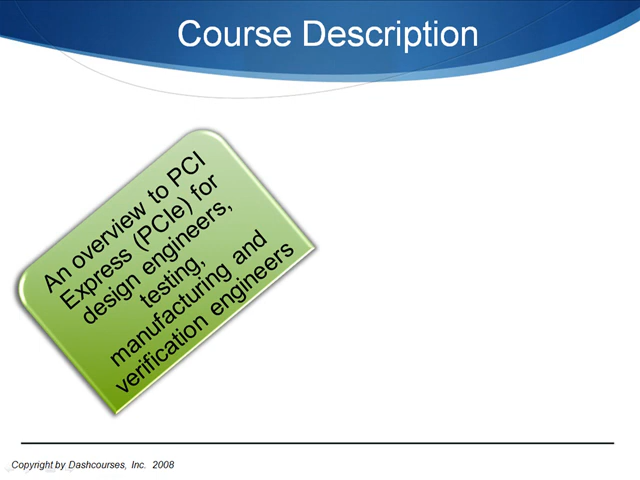 Course Description
An overview to PCI
Express (PCIe) for
design engineers,
testing,
manufacturing and
verification engineers
Copyright by Dashcourses, Inc. 2008